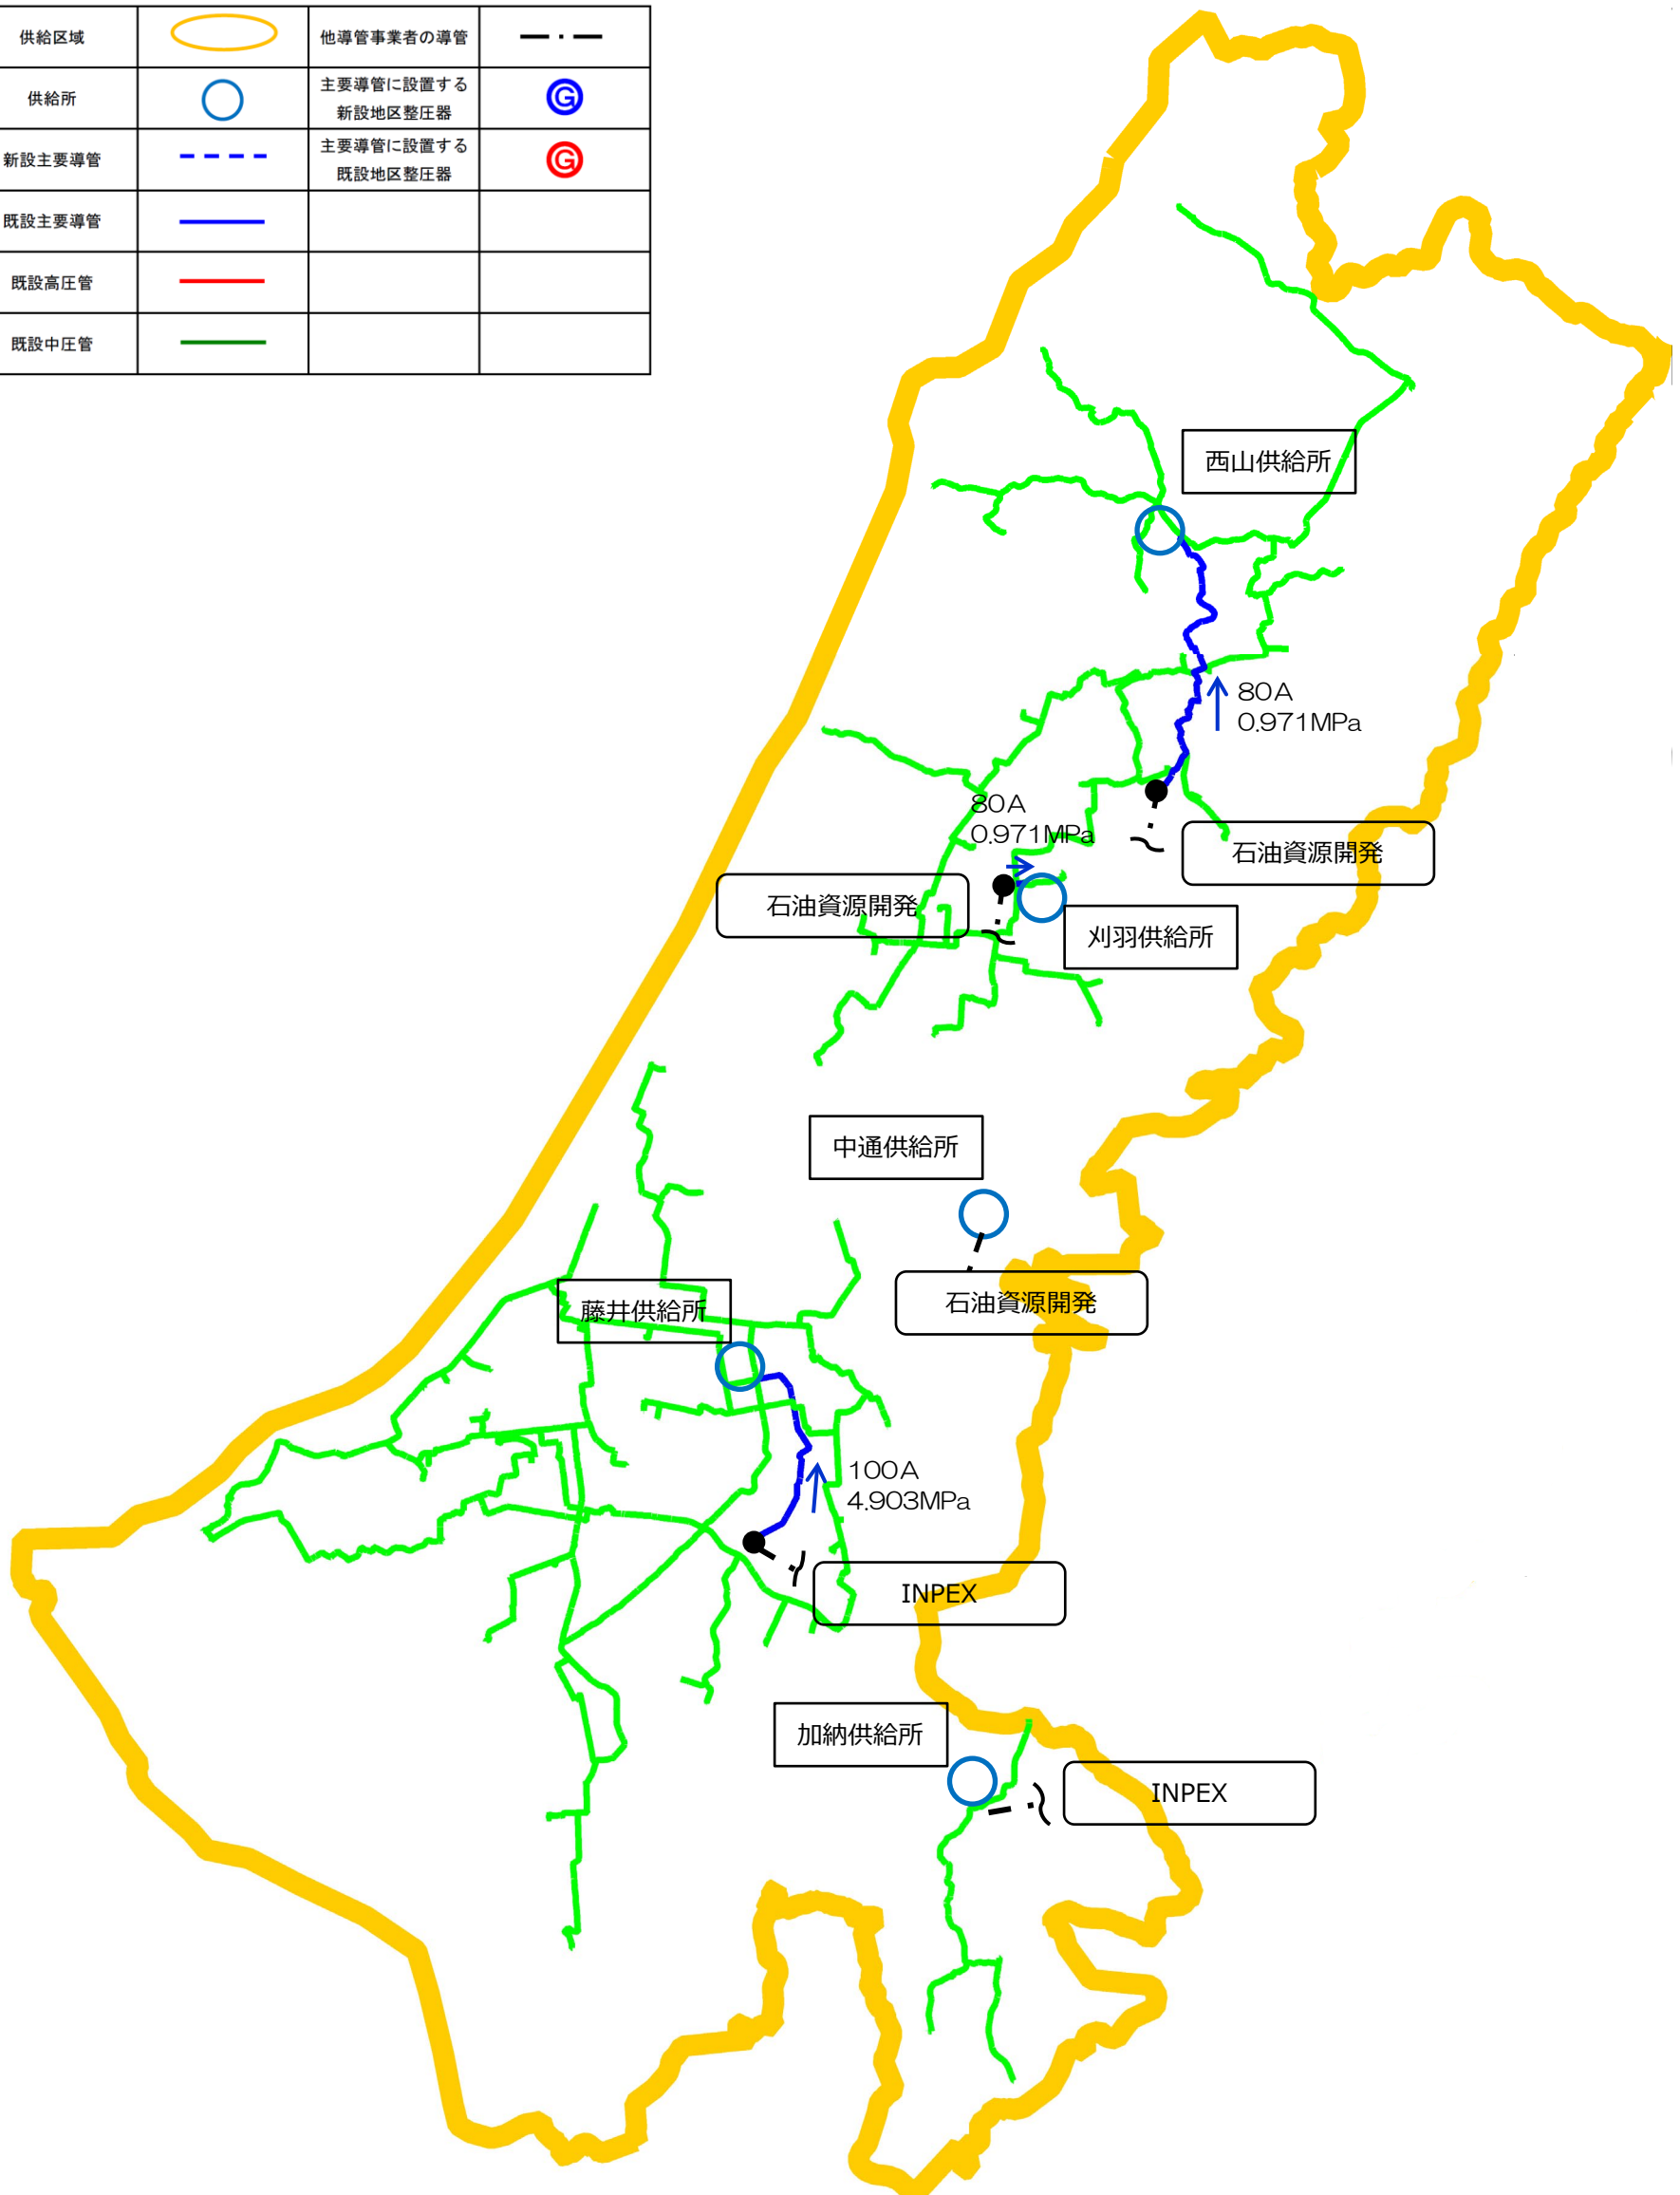 供給区域
他導管事業者の導管
供給所
主要導管に設置する
新設地区整圧器
G
新設主要導管
主要導管に設置する
既設地区整圧器
G
既設主要導管
既設高圧管
既設中圧管
西山供給所
80A
0.971MPa
80A
0.971MPa
石油資源開発
石油資源開発
刈羽供給所
中通供給所
石油資源開発
藤井供給所
100A
4.903MPa
INPEX
加納供給所
INPEX